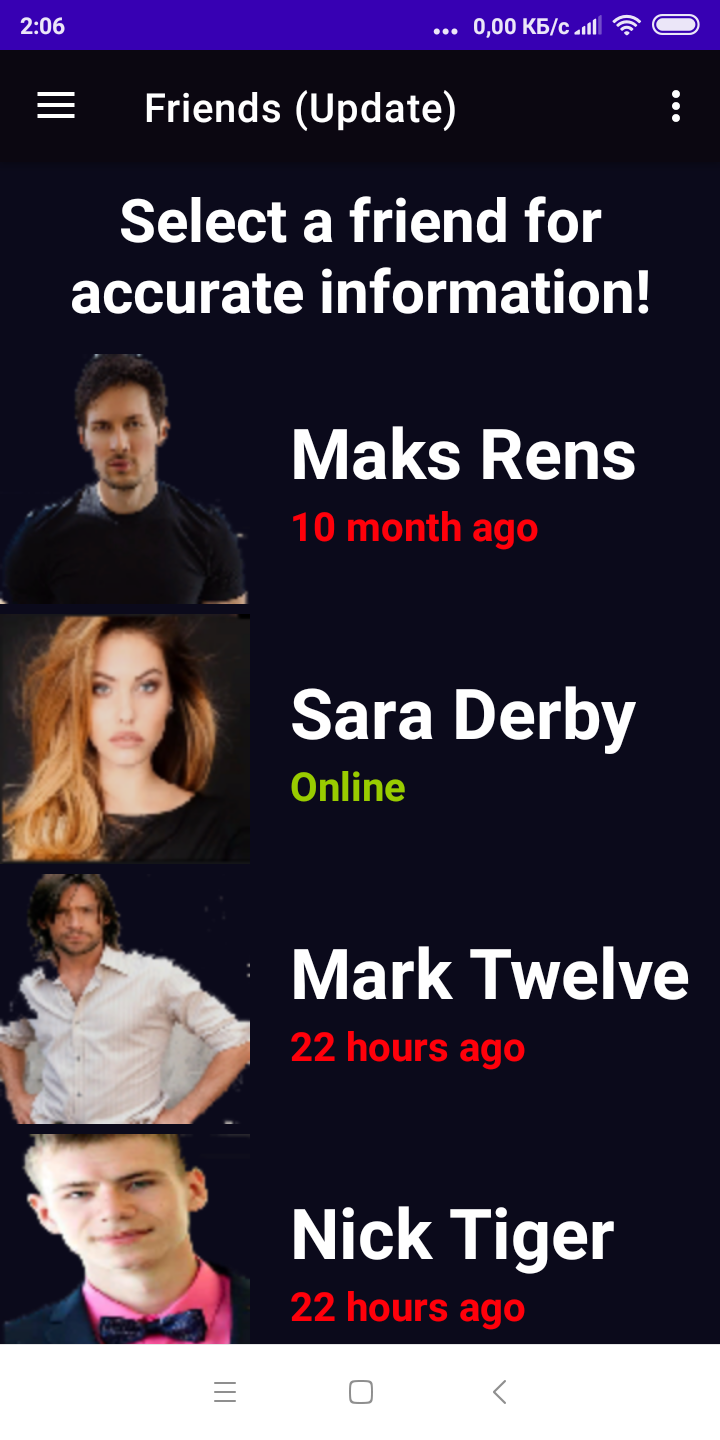 2:06 ... 0,00 КБ/с
Friends (Update)
Select a friend for
accurate information!
Maks Rens
10 month ago
Sara Derby
Online
Mark Twelve
22 hours ago
Nick Tiger
22 hours ago